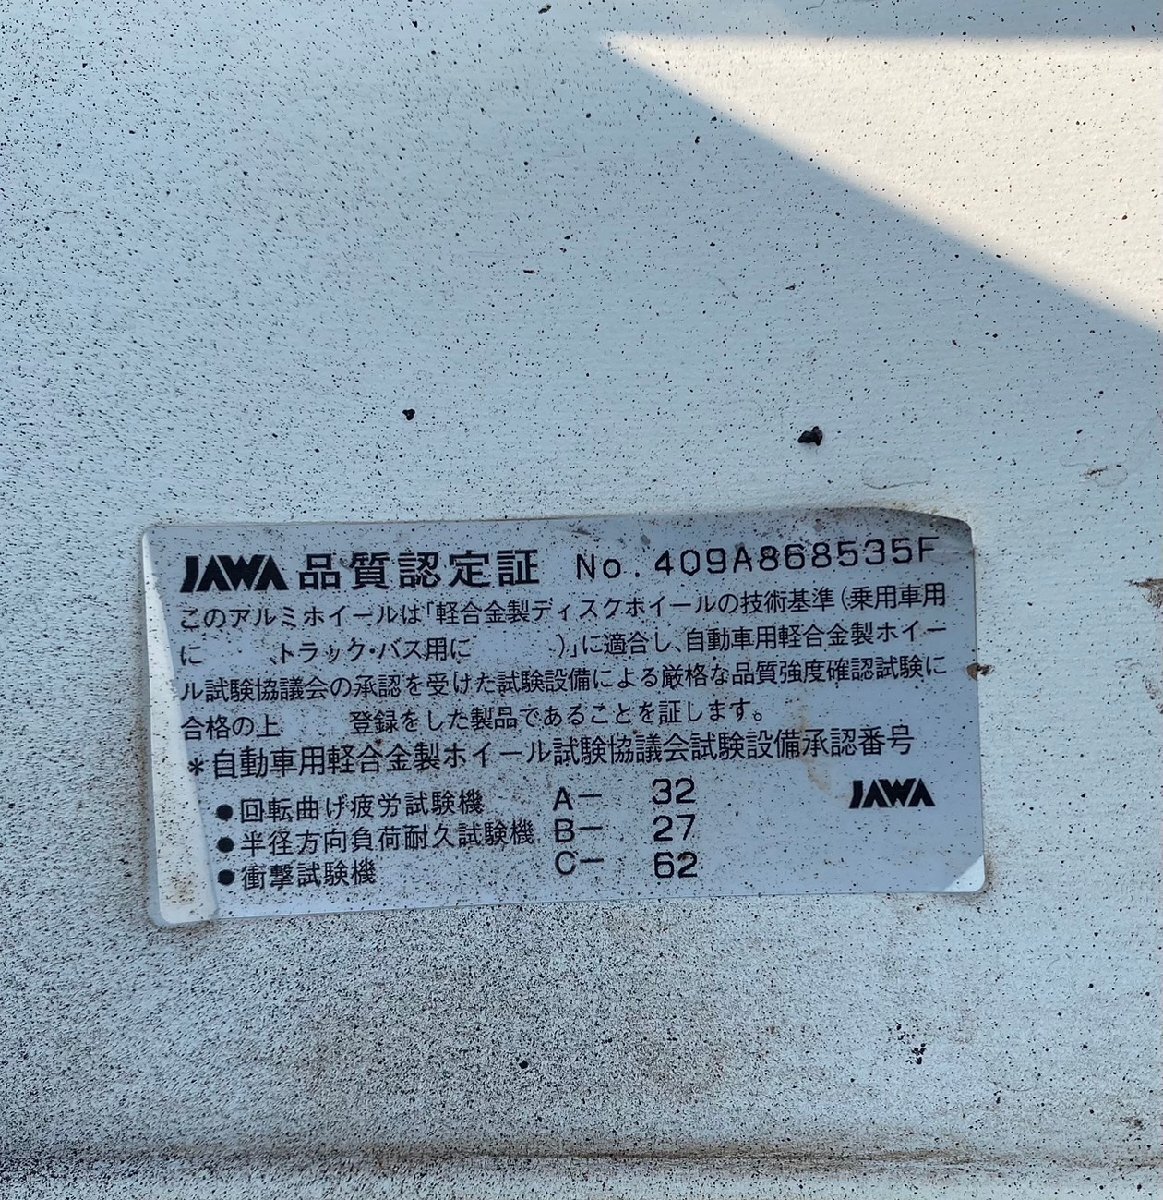 JAWA 品質認定証 No. 409A868535F
このアルミホイールは「軽合金製ディスクホイールの技術基準（乗用車用
に　　、トラック・バス用に　　　）」に適合し、自動車用軽合金製ホイー
ル試験協議会の承認を受けた試験設備による厳格な品質強度確認試験に
合格の上　　登録をした製品であることを証します。
*自動車用軽合金製ホイール試験協議会試験設備承認番号
●回転曲げ疲労試験機 A− 32 JAWA
●半径方向負荷耐久試験機 B− 27
●衝撃試験機 C− 62